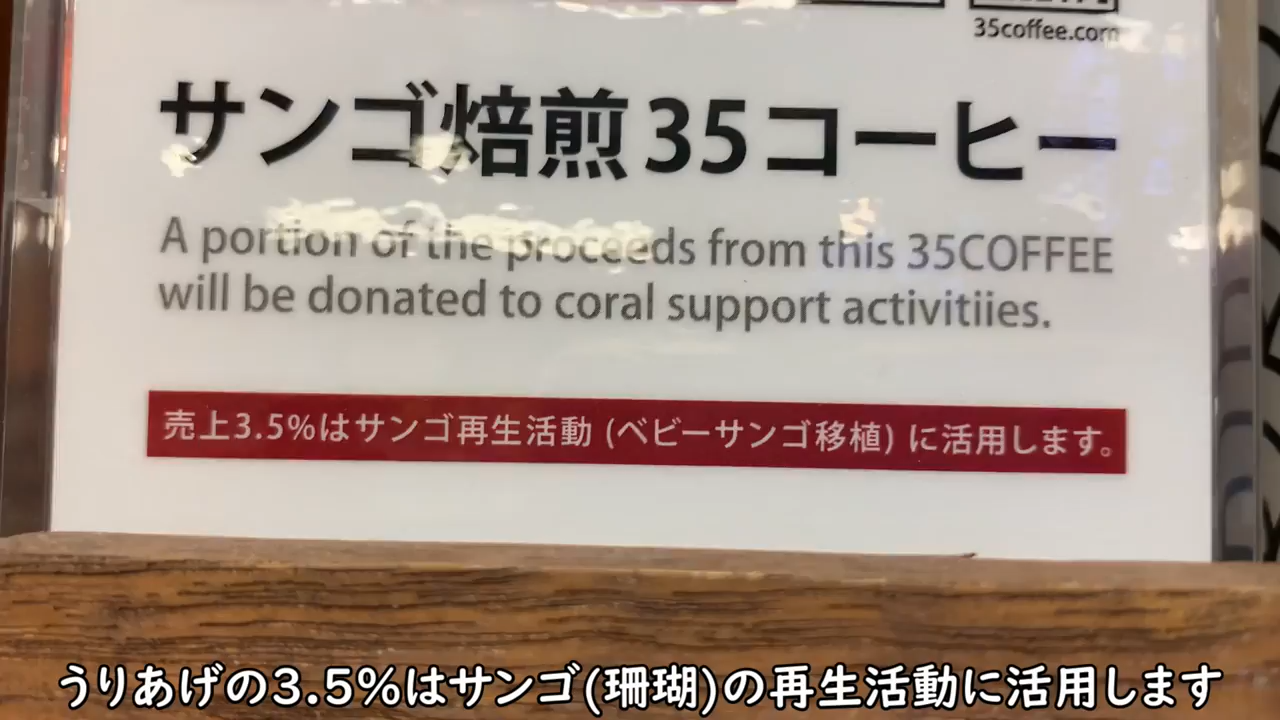 35coffee.com
サンゴ焙煎35コーヒー
A portion of the proceeds from this 35COFFEE
will be donated to coral support activitiies.
売上3.5%はサンゴ再生活動 (ベビーサンゴ移植) に活用します。
うりあげの3.5%はサンゴ(珊瑚)の再生活動に活用します